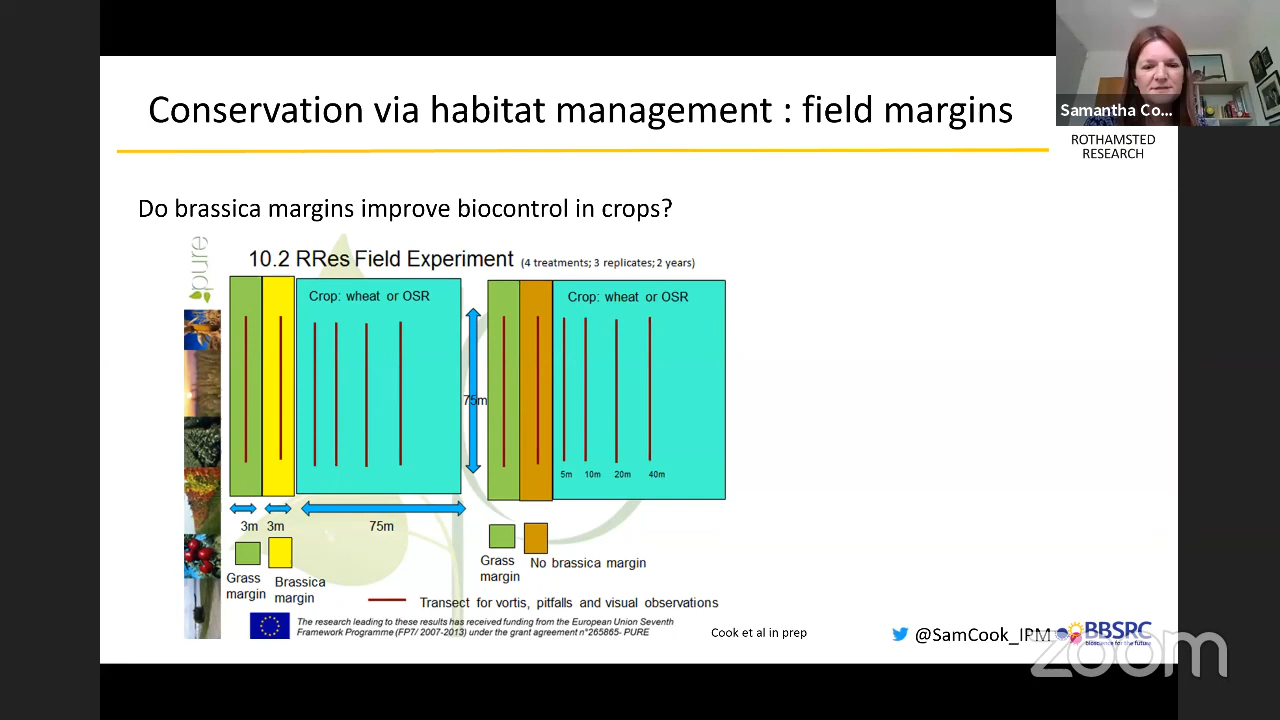 Conservation via habitat management : field margins
Samantha Co...
ROTHAMSTED
RESEARCH
Do brassica margins improve biocontrol in crops?
pure
10.2 RRes Field Experiment (4 treatments; 3 replicates; 2 years)
Crop: wheat or OSR
Crop: wheat or OSR
75m
5m 10m 20m 40m
3m 3m 75m
Grass
margin
Brassica
margin
Grass
margin
No brassica margin
Transect for vortis, pitfalls and visual observations
The research leading to these results has received funding from the European Union Seventh
Framework Programme (FP7/ 2007-2013) under the grant agreement n°265865- PURE
Cook et al in prep
@SamCook_IPM
BBSRC
bioscience for the future
zoom